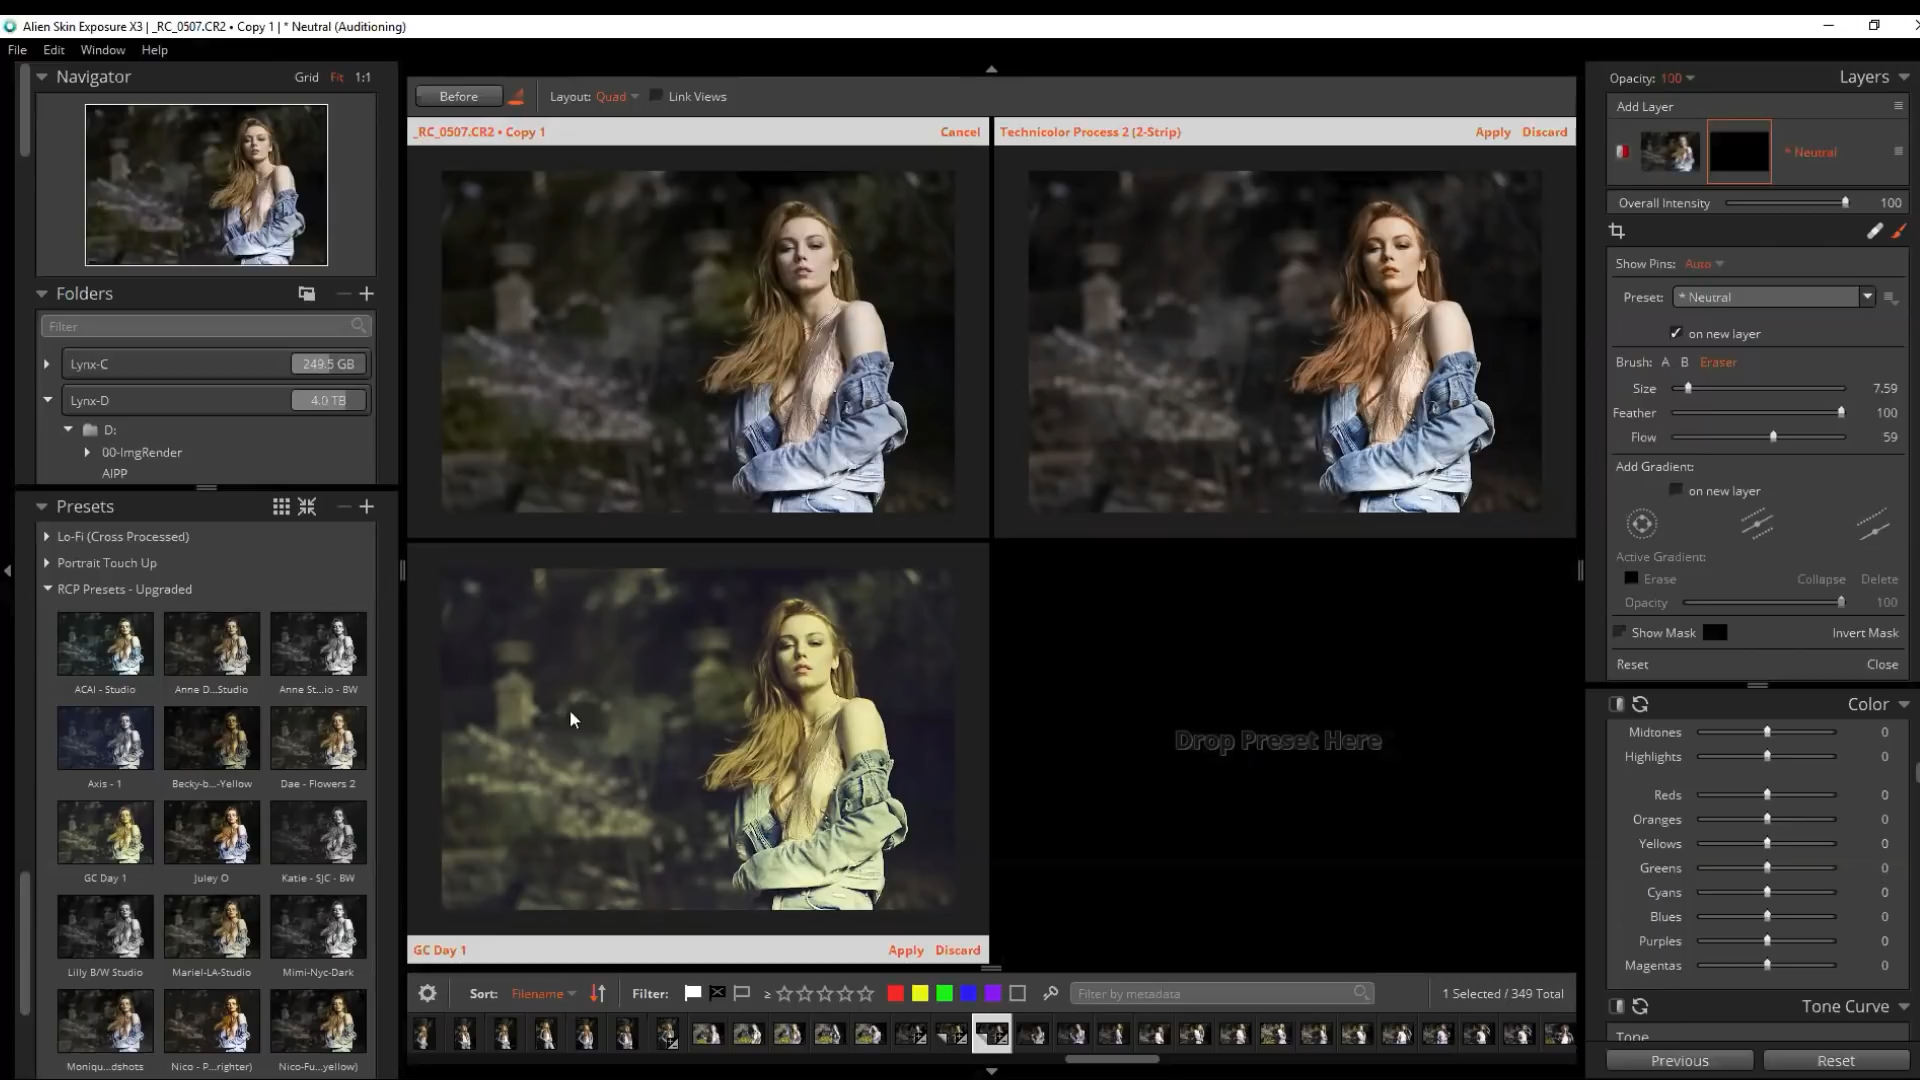 Alien Skin Exposure X3 | _RC_0507.CR2 • Copy 1 | * Neutral (Auditioning)
File Edit Window Help
Navigator Grid Fit 1:1
Before Layout: Quad Link Views
Opacity: 100 Layers
Add Layer
_RC_0507.CR2 • Copy 1 Cancel
Technicolor Process 2 (2-Strip) Apply Discard
* Neutral
Overall Intensity 100
Show Pins: Auto
Folders
Preset: * Neutral
Filter
on new layer
Lynx-C 249.5 GB
Brush: A B Eraser
Size 7.59
Lynx-D 4.0 TB
Feather 100
D:
Flow 59
00-ImgRender
AIPP
Add Gradient:
on new layer
Presets
Lo-Fi (Cross Processed)
Portrait Touch Up
Active Gradient:
Erase Collapse Delete
RCP Presets - Upgraded
Opacity 100
Show Mask Invert Mask
Reset Close
ACAI - Studio Anne D...Studio Anne St...io - BW
Color
Midtones 0
Drop Preset Here
Highlights 0
Axis - 1 Becky-b...-Yellow Dae - Flowers 2
Reds 0
Oranges 0
Yellows 0
Greens 0
GC Day 1 Juley O Katie - SJC - BW
Cyans 0
Blues 0
Purples 0
GC Day 1 Apply Discard
Magentas 0
Lilly B/W Studio Mariel-LA-Studio Mimi-Nyc-Dark
Sort: Filename Filter: ≥ Filter by metadata 1 Selected / 349 Total
Tone Curve
Tone
Moniqu...dshots Nico - P...righter) Nico-Fu...yellow)
Previous Reset